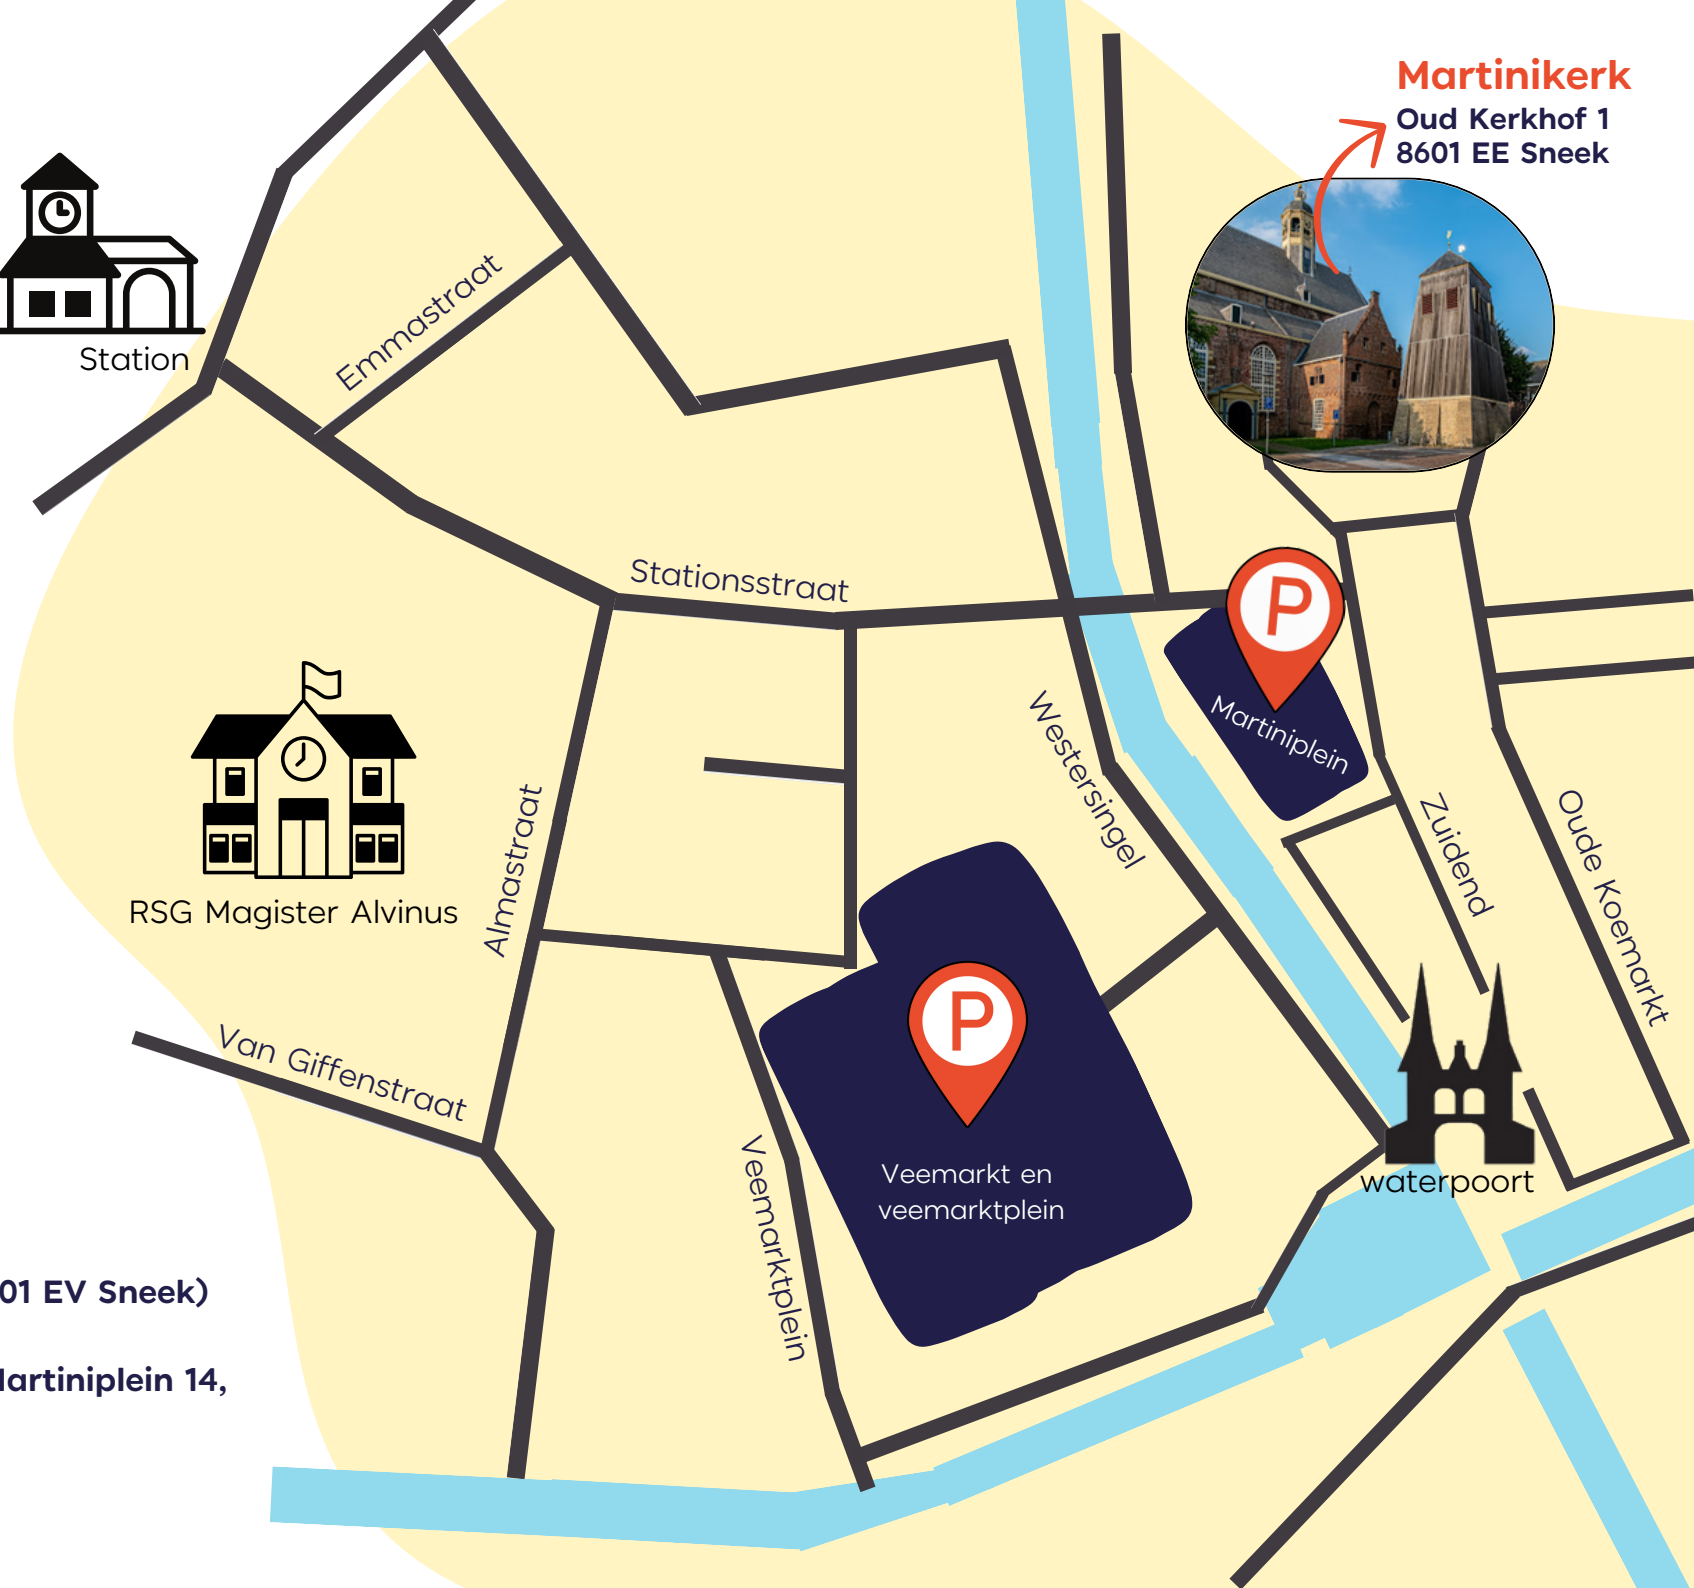 Martinikerk
Oud Kerkhof 1
8601 EE Sneek
Station
Emmastraat
Stationsstraat
P
Martiniplein
Westersingel
Zuidend
Oude Koemarkt
Almastraat
RSG Magister Alvinus
Van Giffenstraat
P
Veemarkt en
veemarktplein
Veemarktplein
waterpoort
01 EV Sneek)
artiniplein 14,